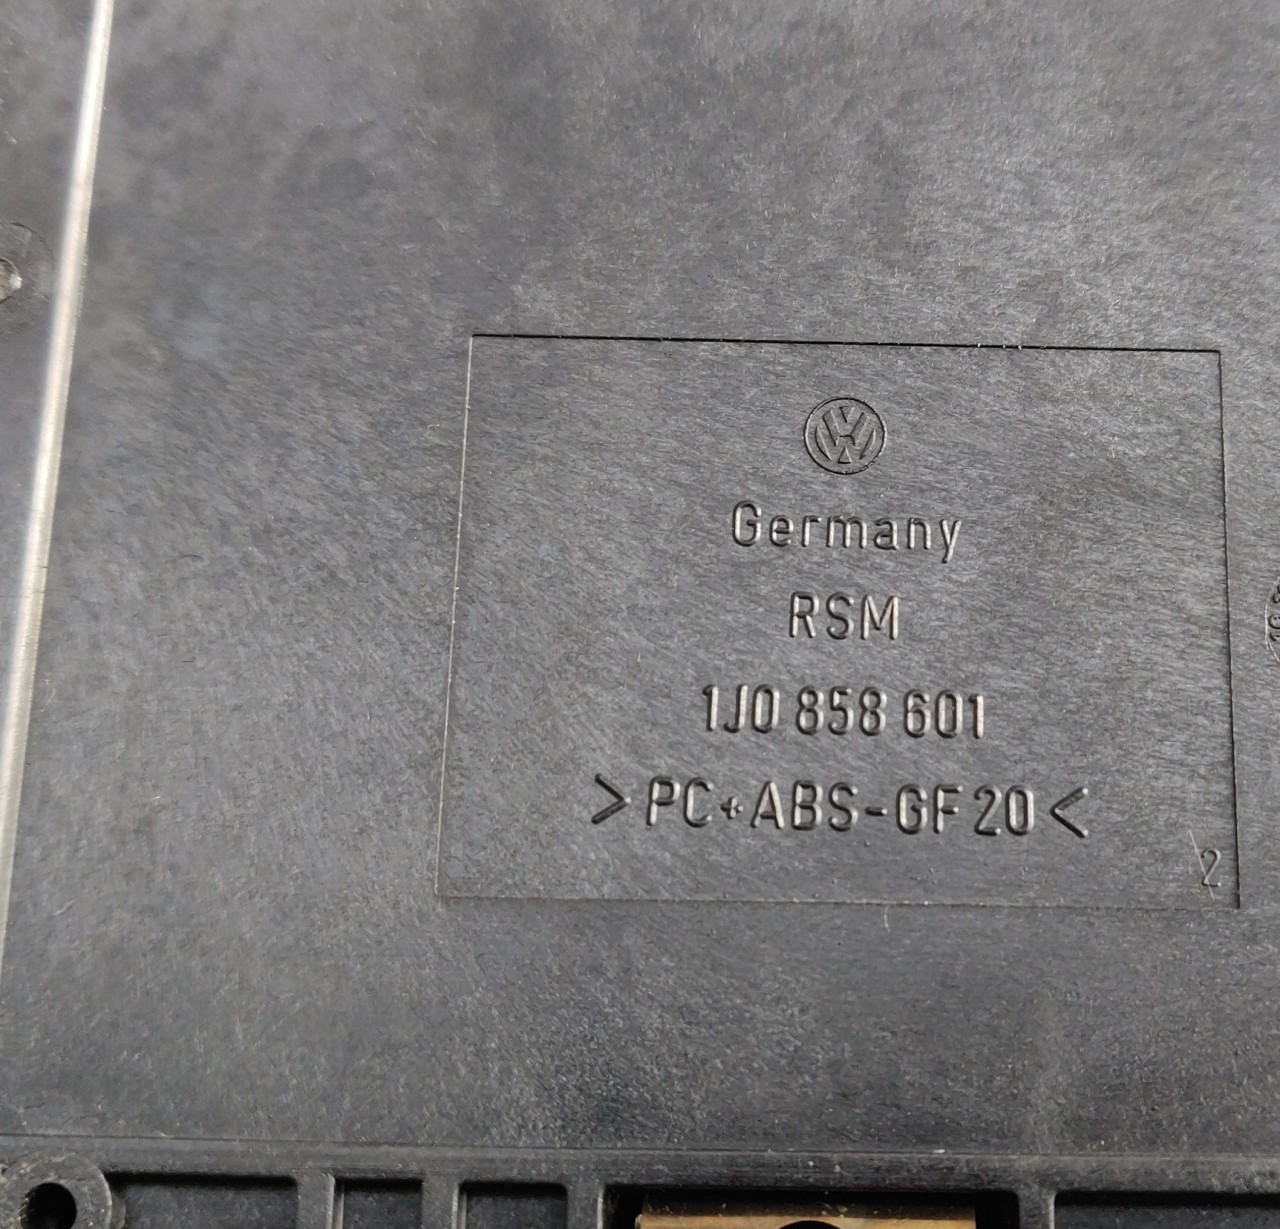 Germany
RSM
1J0 858 601
>PC+ABS-GF20<
2